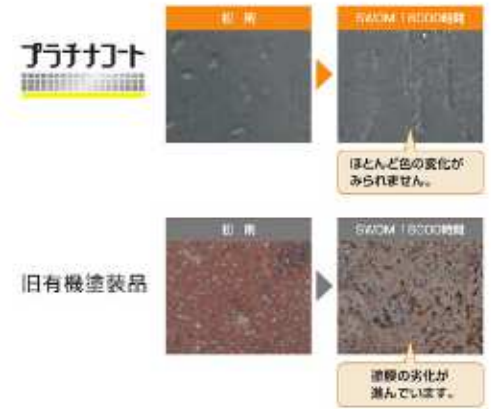 初 期
SWOM 18000時間
プラチナコート
ほとんど色の変化が
みられません。
初 期
SWOM 18000時間
旧有機塗装品
塗膜の劣化が
進んでいます。